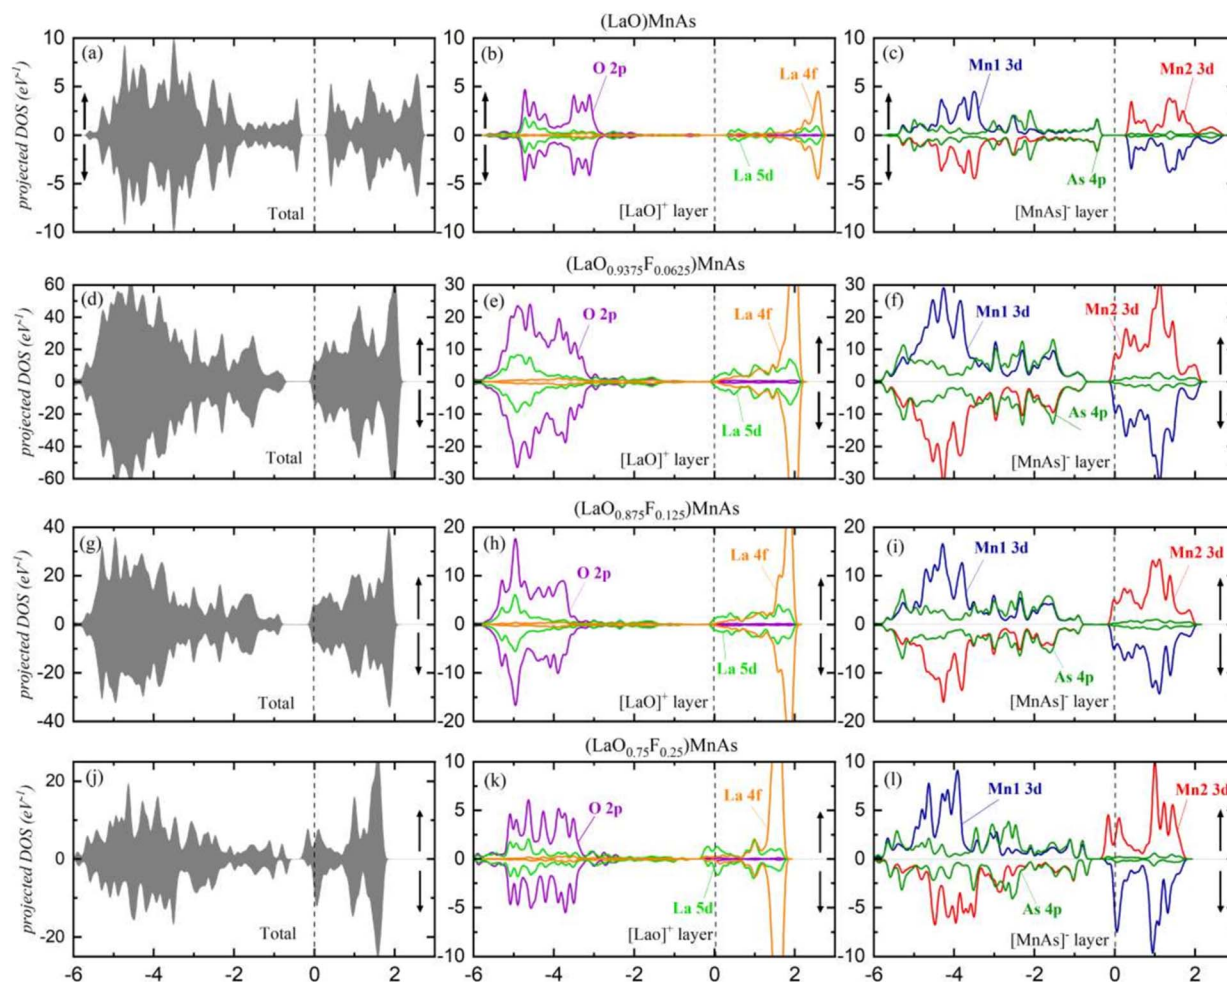 (LaO)MnAs
(a)
projected DOS (eV⁻¹)
Total
10
5
0
-5
-10
(b)
O 2p
La 4f
La 5d
[LaO]⁺ layer
10
5
0
-5
-10
(c)
Mn1 3d
Mn2 3d
As 4p
[MnAs]⁻ layer
10
5
0
-5
-10
(LaO₀.₉₃₇₅F₀.₀₆₂₅)MnAs
(d)
projected DOS (eV⁻¹)
Total
60
40
20
0
-20
-40
-60
(e)
O 2p
La 4f
La 5d
[LaO]⁺ layer
30
20
10
0
-10
-20
-30
(f)
Mn1 3d
Mn2 3d
As 4p
[MnAs]⁻ layer
30
20
10
0
10
20
-30
(LaO₀.₈₇₅F₀.₁₂₅)MnAs
(g)
projected DOS (eV⁻¹)
Total
40
20
0
-20
-40
(h)
O 2p
La 4f
La 5d
[LaO]⁺ layer
20
10
0
-10
-20
(i)
Mn1 3d
Mn2 3d
As 4p
[MnAs]⁻ layer
20
10
0
-10
-20
(LaO₀.₇₅F₀.₂₅)MnAs
(j)
projected DOS (eV⁻¹)
Total
20
0
-20
-6 -4 -2 0 2
(k)
O 2p
La 4f
La 5d
[Lao]⁺ layer
10
5
0
-5
-10
-6 -4 -2 0 2
(l)
Mn1 3d
Mn2 3d
As 4p
[MnAs]⁻ layer
10
5
0
-5
-10
-6 -4 -2 0 2